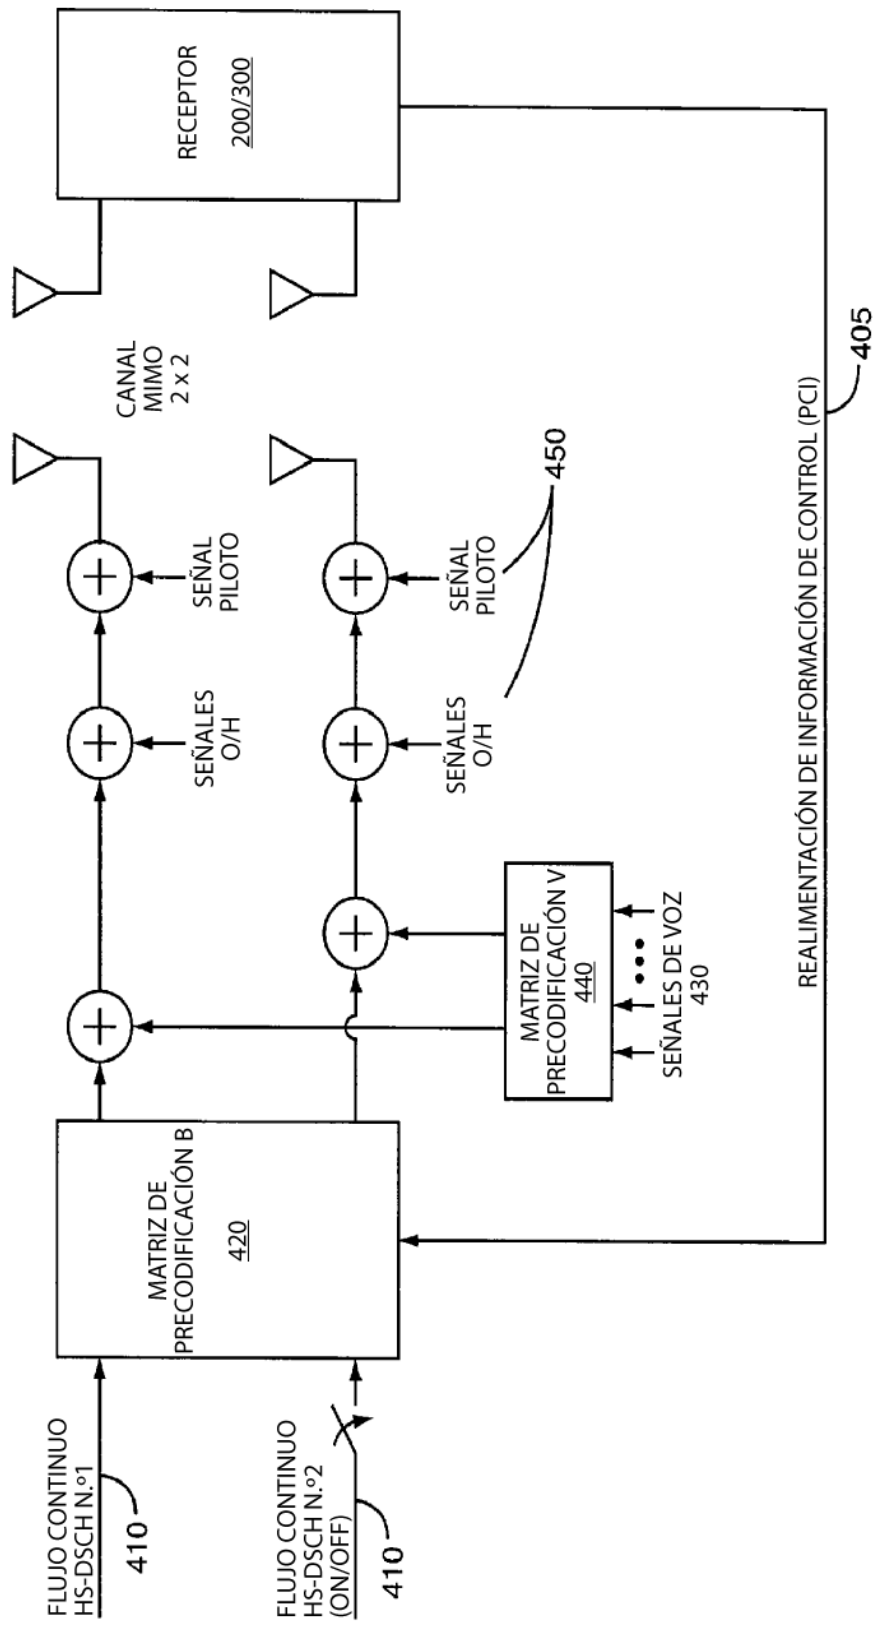 FLUJO CONTINUO
HS-DSCH N.º1
410
FLUJO CONTINUO
HS-DSCH N.º2
(ON/OFF)
410
MATRIZ DE
PRECODIFICACIÓN B
420
MATRIZ DE
PRECODIFICACIÓN V
440
SEÑALES DE VOZ
430
SEÑALES
O/H
SEÑAL
PILOTO
SEÑALES
O/H
SEÑAL
PILOTO
450
CANAL
MIMO
2 x 2
RECEPTOR
200/300
REALIMENTACIÓN DE INFORMACIÓN DE CONTROL (PCI)
405